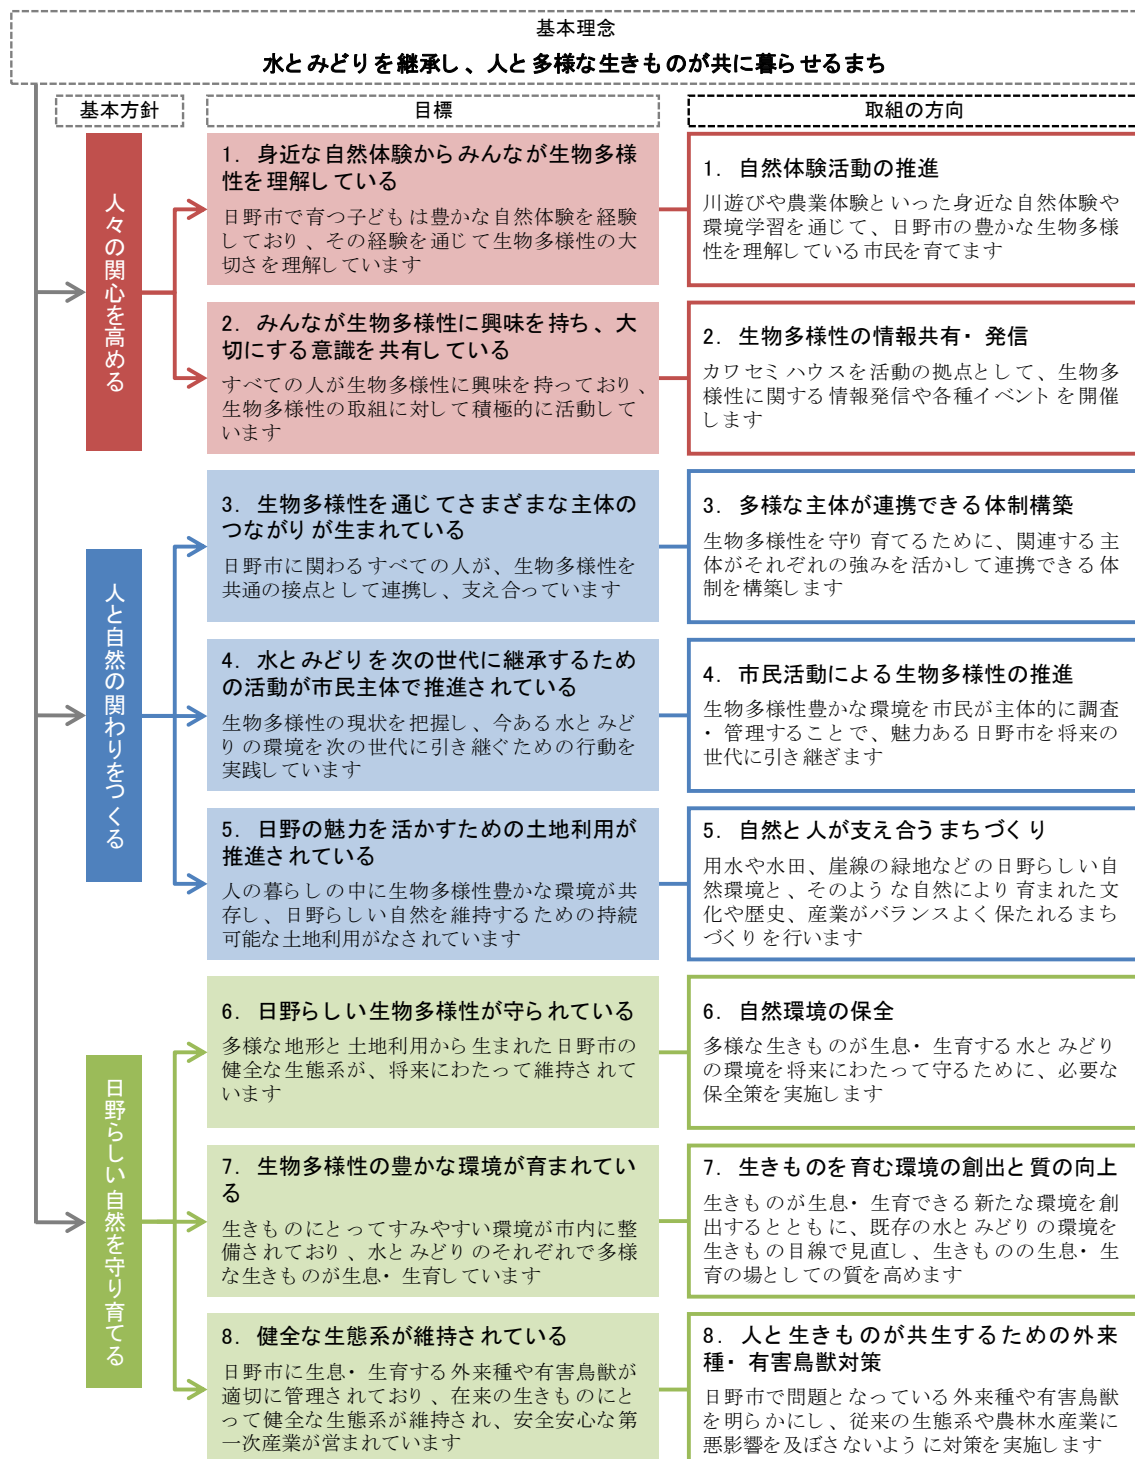 基本理念
水とみどりを継承し、人と多様な生きものが共に暮らせるまち
基本方針
目標
取組の方向
人々の関心を高める
1. 身近な自然体験からみんなが生物多様
性を理解している
日野市で育つ子どもは豊かな自然体験を経験
しており、その経験を通じて生物多様性の大
切さを理解しています
1. 自然体験活動の推進
川遊びや農業体験といった身近な自然体験や
環境学習を通じて、日野市の豊かな生物多様
性を理解している市民を育てます
2. みんなが生物多様性に興味を持ち、大
切にする意識を共有している
すべての人が生物多様性に興味を持っており、
生物多様性の取組に対して積極的に活動して
います
2. 生物多様性の情報共有・発信
カワセミハウスを活動の拠点として、生物多
様性に関する情報発信や各種イベントを開催
します
人と自然の関わりをつくる
3. 生物多様性を通じてさまざまな主体の
つながりが生まれている
日野市に関わるすべての人が、生物多様性を
共通の接点として連携し、支え合っています
3. 多様な主体が連携できる体制構築
生物多様性を守り育てるために、関連する主
体がそれぞれの強みを活かして連携できる体
制を構築します
4. 水とみどりを次の世代に継承するため
の活動が市民主体で推進されている
生物多様性の現状を把握し、今ある水とみど
りの環境を次の世代に引き継ぐための行動を
実践しています
4. 市民活動による生物多様性の推進
生物多様性豊かな環境を市民が主体的に調査
・管理することで、魅力ある日野市を将来の
世代に引き継ぎます
5. 日野の魅力を活かすための土地利用が
推進されている
人の暮らしの中に生物多様性豊かな環境が共
存し、日野らしい自然を維持するための持続
可能な土地利用がなされています
5. 自然と人が支え合うまちづくり
用水や水田、崖線の緑地などの日野らしい自
然環境と、そのような自然により育まれた文
化や歴史、産業がバランスよく保たれるまち
づくりを行います
日野らしい自然を守り育てる
6. 日野らしい生物多様性が守られている
多様な地形と土地利用から生まれた日野市の
健全な生態系が、将来にわたって維持されて
います
6. 自然環境の保全
多様な生きものが生息・生育する水とみどり
の環境を将来にわたって守るために、必要な
保全策を実施します
7. 生物多様性の豊かな環境が育まれてい
る
生きものにとってすみやすい環境が市内に整
備されており、水とみどりのそれぞれで多様
な生きものが生息・生育しています
7. 生きものを育む環境の創出と質の向上
生きものが生息・生育できる新たな環境を創
出するとともに、既存の水とみどりの環境を
生きもの目線で見直し、生きものの生息・生
育の場としての質を高めます
8. 健全な生態系が維持されている
日野市に生息・生育する外来種や有害鳥獣が
適切に管理されており、在来の生きものにと
って健全な生態系が維持され、安全安心な第
一次産業が営まれています
8. 人と生きものが共生するための外来
種・有害鳥獣対策
日野市で問題となっている外来種や有害鳥獣
を明らかにし、従来の生態系や農林水産業に
悪影響を及ぼさないように対策を実施します